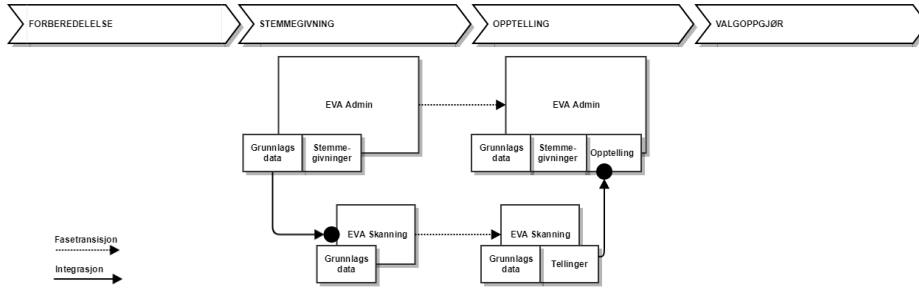 FORBEREDELELSE
STEMMEGIVNING
OPPTELLING
VALGOPPGJØR
EVA Admin
Grunnlags
data
Stemme-
givninger
EVA Admin
Grunnlags
data
Stemme-
givninger
Opptelling
EVA Skanning
Grunnlags
data
EVA Skanning
Grunnlags
data
Tellinger
Fasetransisjon
Integrasjon